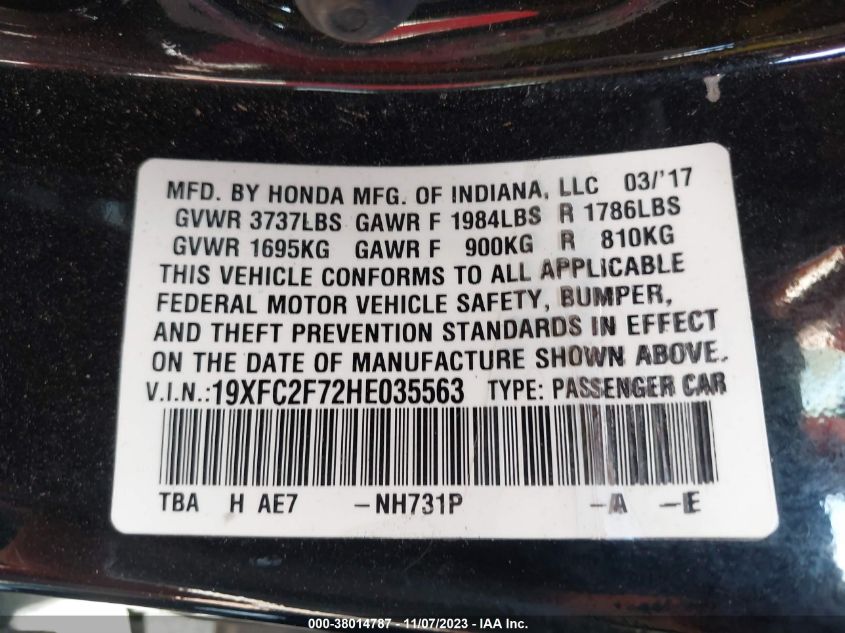 MFD. BY HONDA MFG. OF INDIANA, LLC 03/'17
GVWR 3737LBS GAWR F 1984LBS R 1786LBS
GVWR 1695KG GAWR F 900KG R 810KG
THIS VEHICLE CONFORMS TO ALL APPLICABLE
FEDERAL MOTOR VEHICLE SAFETY, BUMPER,
AND THEFT PREVENTION STANDARDS IN EFFECT
ON THE DATE OF MANUFACTURE SHOWN ABOVE.
V.I.N.:19XFC2F72HE035563 TYPE: PASSENGER CAR
TBA H AE7 -NH731P -A -E
000-38014787 - 11/07/2023 - IAA Inc.